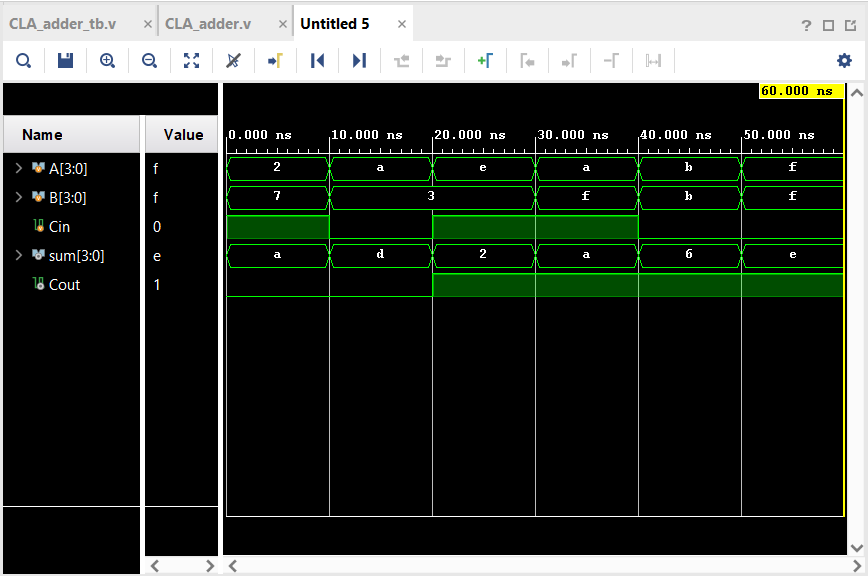 CLA_adder_tb.v × CLA_adder.v × Untitled 5 × ?
60.000 ns
Name Value 0.000 ns 10.000 ns 20.000 ns 30.000 ns 40.000 ns 50.000 ns
A[3:0] f 2 a e a b f
B[3:0] f 7 3 f b f
Cin 0
sum[3:0] e a d 2 a 6 e
Cout 1